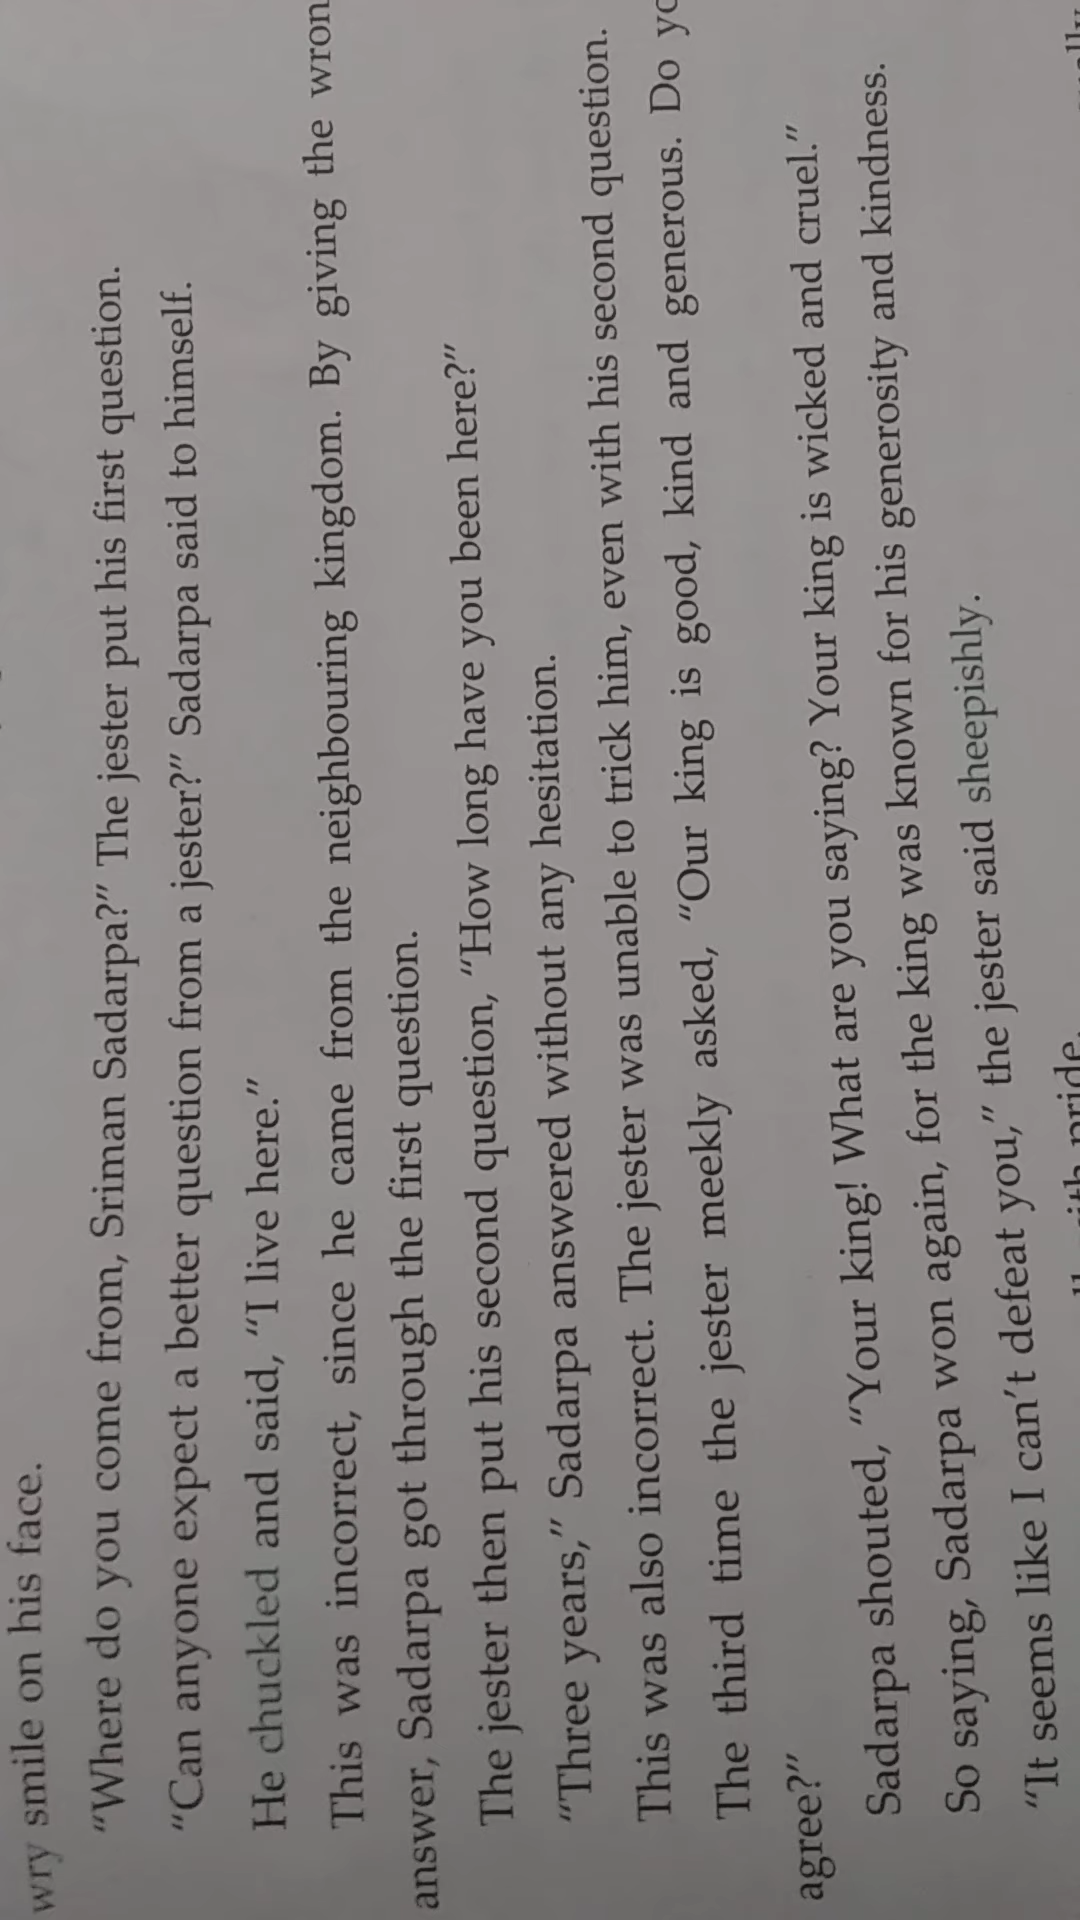 wry smile on his face.
“Where do you come from, Sriman Sadarpa?” The jester put his first question.
“Can anyone expect a better question from a jester?” Sadarpa said to himself.
He chuckled and said, “I live here.”
This was incorrect, since he came from the neighbouring kingdom. By giving the
answer, Sadarpa got through the first question.
The jester then put his second question, “How long have you been here?”
“Three years,” Sadarpa answered without any hesitation.
This was also incorrect. The jester was unable to trick him, even with his second question.
The third time the jester meekly asked, “Our king is good, kind and generous. Do
agree?”
Sadarpa shouted, “Your king! What are you saying? Your king is wicked and cruel.”
So saying, Sadarpa won again, for the king was known for his generosity and kindness.
“It seems like I can’t defeat you,” the jester said sheepishly.
pride.